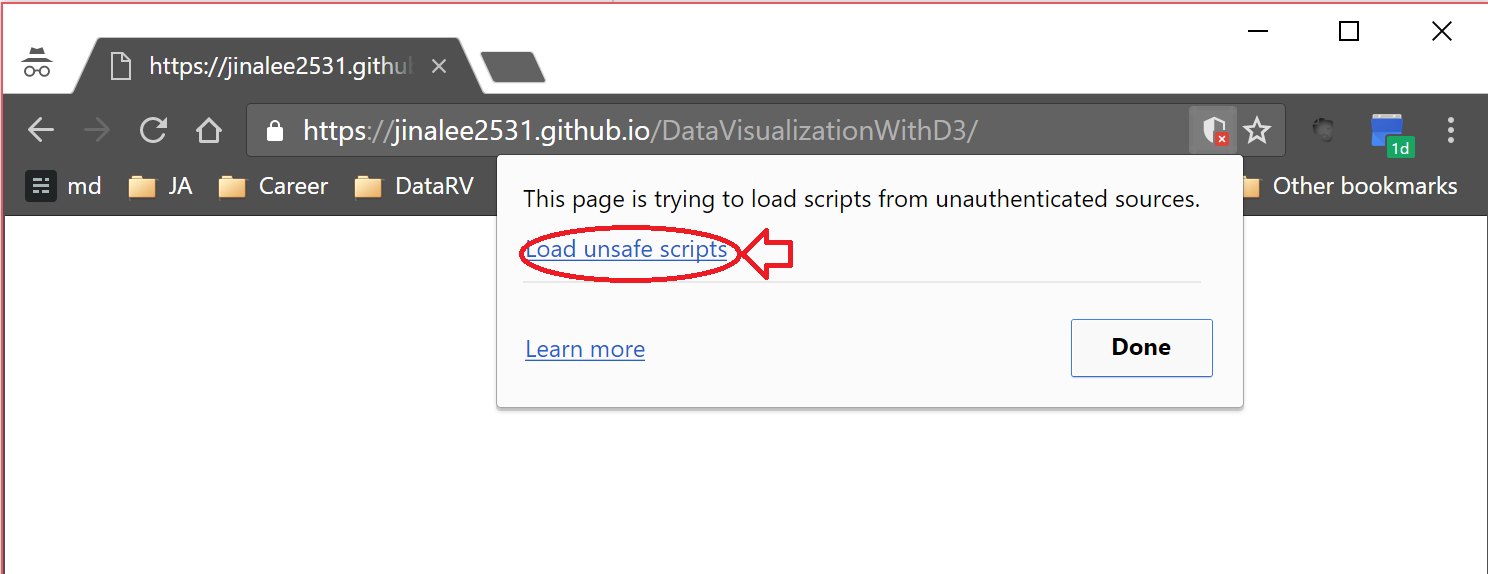 https://jinalee2531.githu
https://jinalee2531.github.io/DataVisualizationWithD3/
1d
md JA Career DataRV Other bookmarks
This page is trying to load scripts from unauthenticated sources.
Load unsafe scripts
Learn more Done